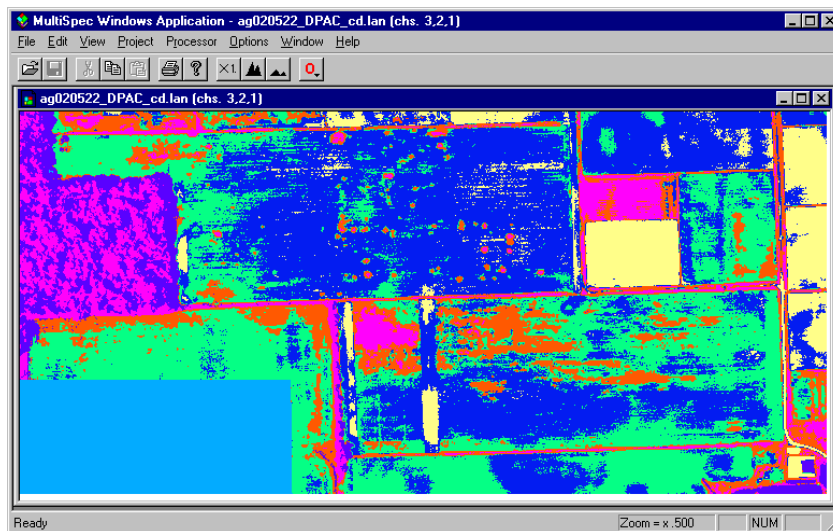 MultiSpec Windows Application - ag020522_DPAC_cd.lan (chs. 3,2,1)
File Edit View Project Processor Options Window Help
X1. O.
ag020522_DPAC_cd.lan (chs. 3,2,1)
Ready Zoom = x .500 NUM